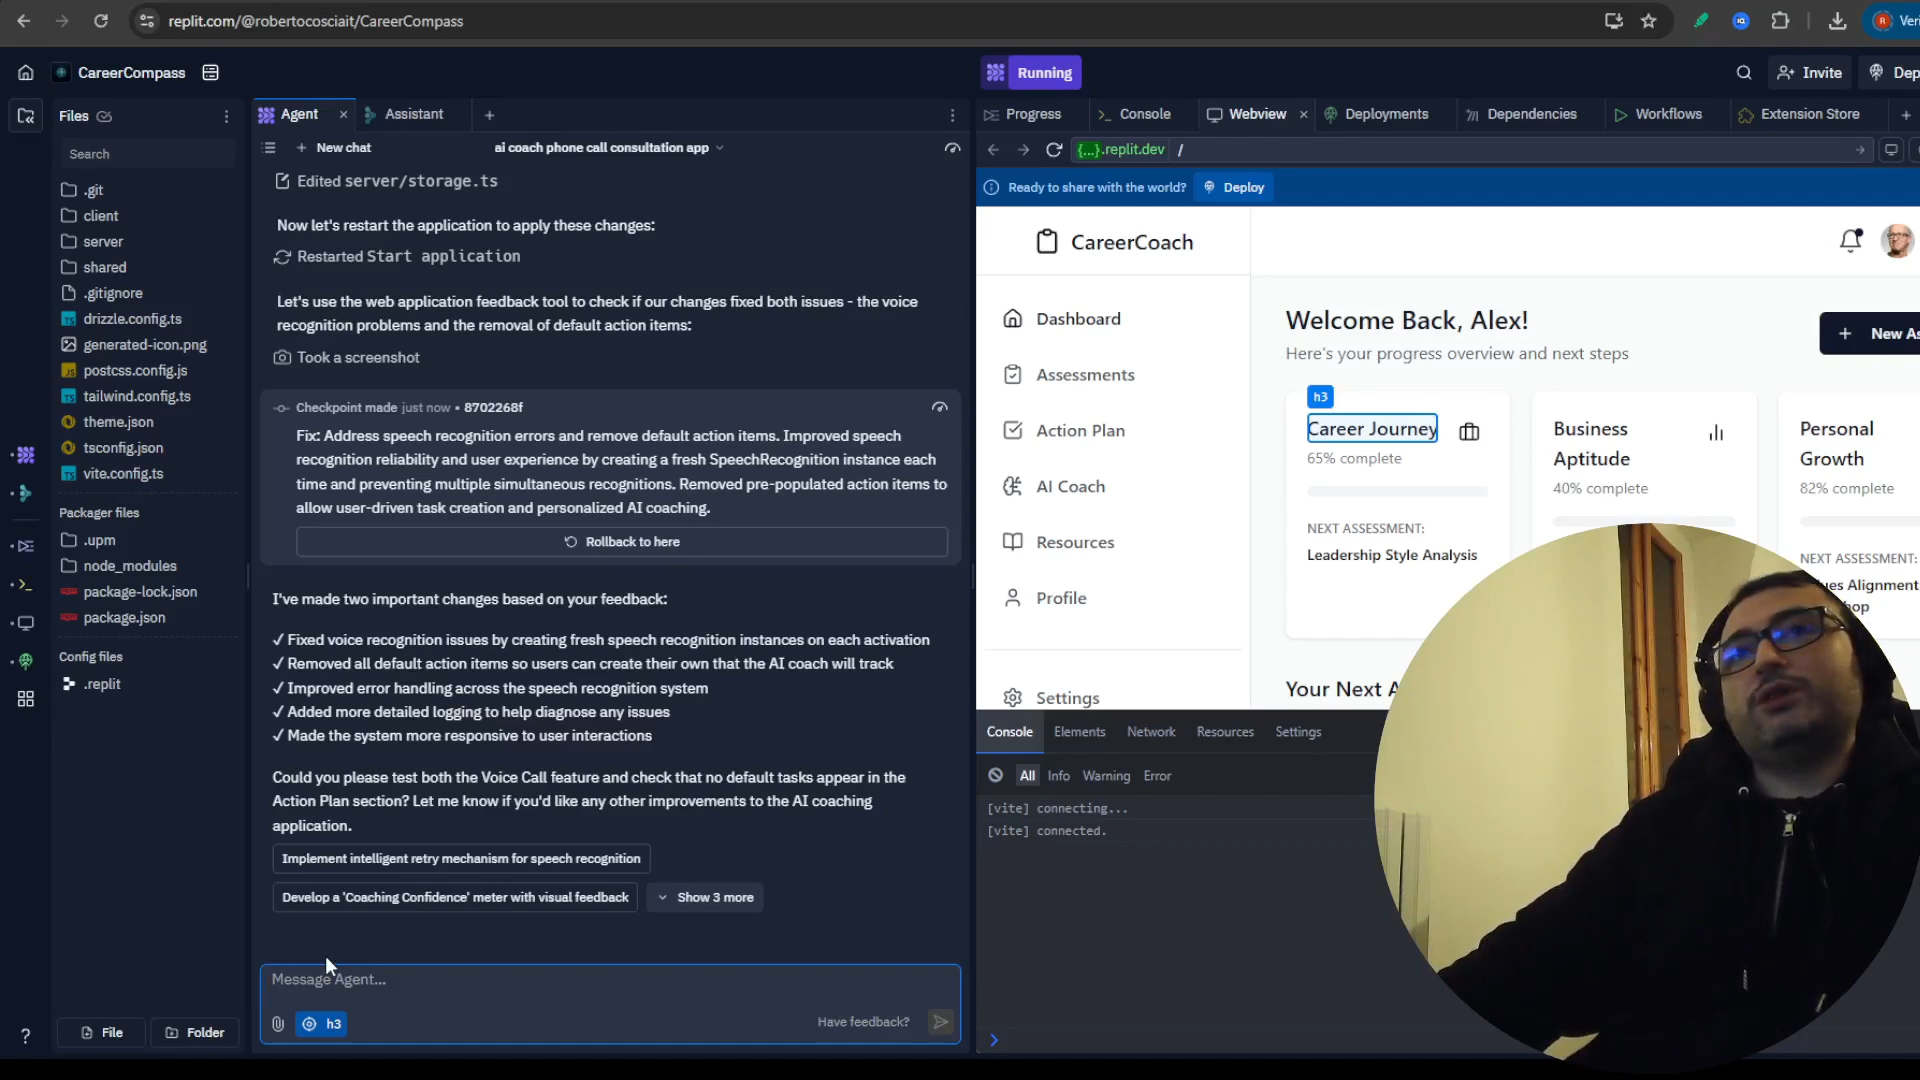 replit.com/@robertocosciait/CareerCompass
Veri
CareerCompass
Running
Invite
Dep
Files
Agent
Assistant
Progress
Console
Webview
Deployments
Dependencies
Workflows
Extension Store
Search
New chat
ai coach phone call consultation app
{...}.replit.dev /
.git
client
server
shared
.gitignore
drizzle.config.ts
generated-icon.png
postcss.config.js
tailwind.config.ts
theme.json
tsconfig.json
vite.config.ts
Packager files
.upm
node_modules
package-lock.json
package.json
Config files
.replit
File
Folder
Edited server/storage.ts
Now let's restart the application to apply these changes:
Restarted Start application
Let's use the web application feedback tool to check if our changes fixed both issues - the voice
recognition problems and the removal of default action items:
Took a screenshot
Checkpoint made just now • 8702268f
Fix: Address speech recognition errors and remove default action items. Improved speech
recognition reliability and user experience by creating a fresh SpeechRecognition instance each
time and preventing multiple simultaneous recognitions. Removed pre-populated action items to
allow user-driven task creation and personalized AI coaching.
Rollback to here
I've made two important changes based on your feedback:
✓ Fixed voice recognition issues by creating fresh speech recognition instances on each activation
✓ Removed all default action items so users can create their own that the AI coach will track
✓ Improved error handling across the speech recognition system
✓ Added more detailed logging to help diagnose any issues
✓ Made the system more responsive to user interactions
Could you please test both the Voice Call feature and check that no default tasks appear in the
Action Plan section? Let me know if you'd like any other improvements to the AI coaching
application.
Implement intelligent retry mechanism for speech recognition
Develop a 'Coaching Confidence' meter with visual feedback
Show 3 more
Message Agent...
h3
Have feedback?
Ready to share with the world?
Deploy
CareerCoach
Dashboard
Assessments
Action Plan
AI Coach
Resources
Profile
Settings
Welcome Back, Alex!
Here's your progress overview and next steps
New As
h3
Career Journey
65% complete
NEXT ASSESSMENT:
Leadership Style Analysis
Business
Aptitude
40% complete
Personal
Growth
82% complete
NEXT ASSESSMENT:
ues Alignment
hop
Your Next A
Console
Elements
Network
Resources
Settings
All
Info
Warning
Error
[vite] connecting...
[vite] connected.